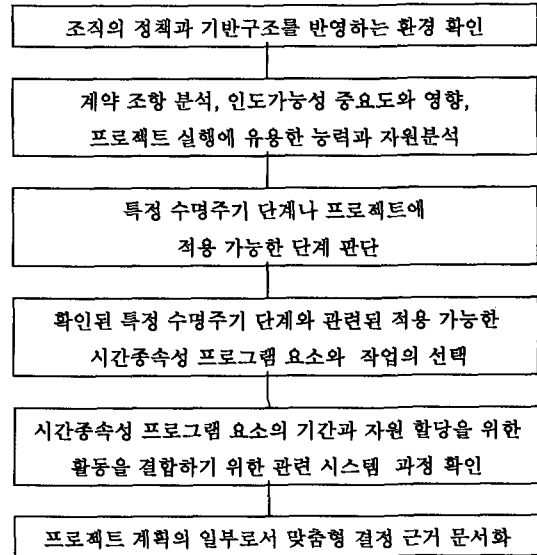 조직의 정책과 기반구조를 반영하는 환경 확인
계약 조항 분석, 인도가능성 중요도와 영향,
프로젝트 실행에 유용한 능력과 자원분석
특정 수명주기 단계나 프로젝트에
적용 가능한 단계 판단
확인된 특정 수명주기 단계와 관련된 적용 가능한
시간종속성 프로그램 요소와 작업의 선택
시간종속성 프로그램 요소의 기간과 자원 할당을 위한
활동을 결합하기 위한 관련 시스템 과정 확인
프로젝트 계획의 일부로서 맞춤형 결정 근거 문서화